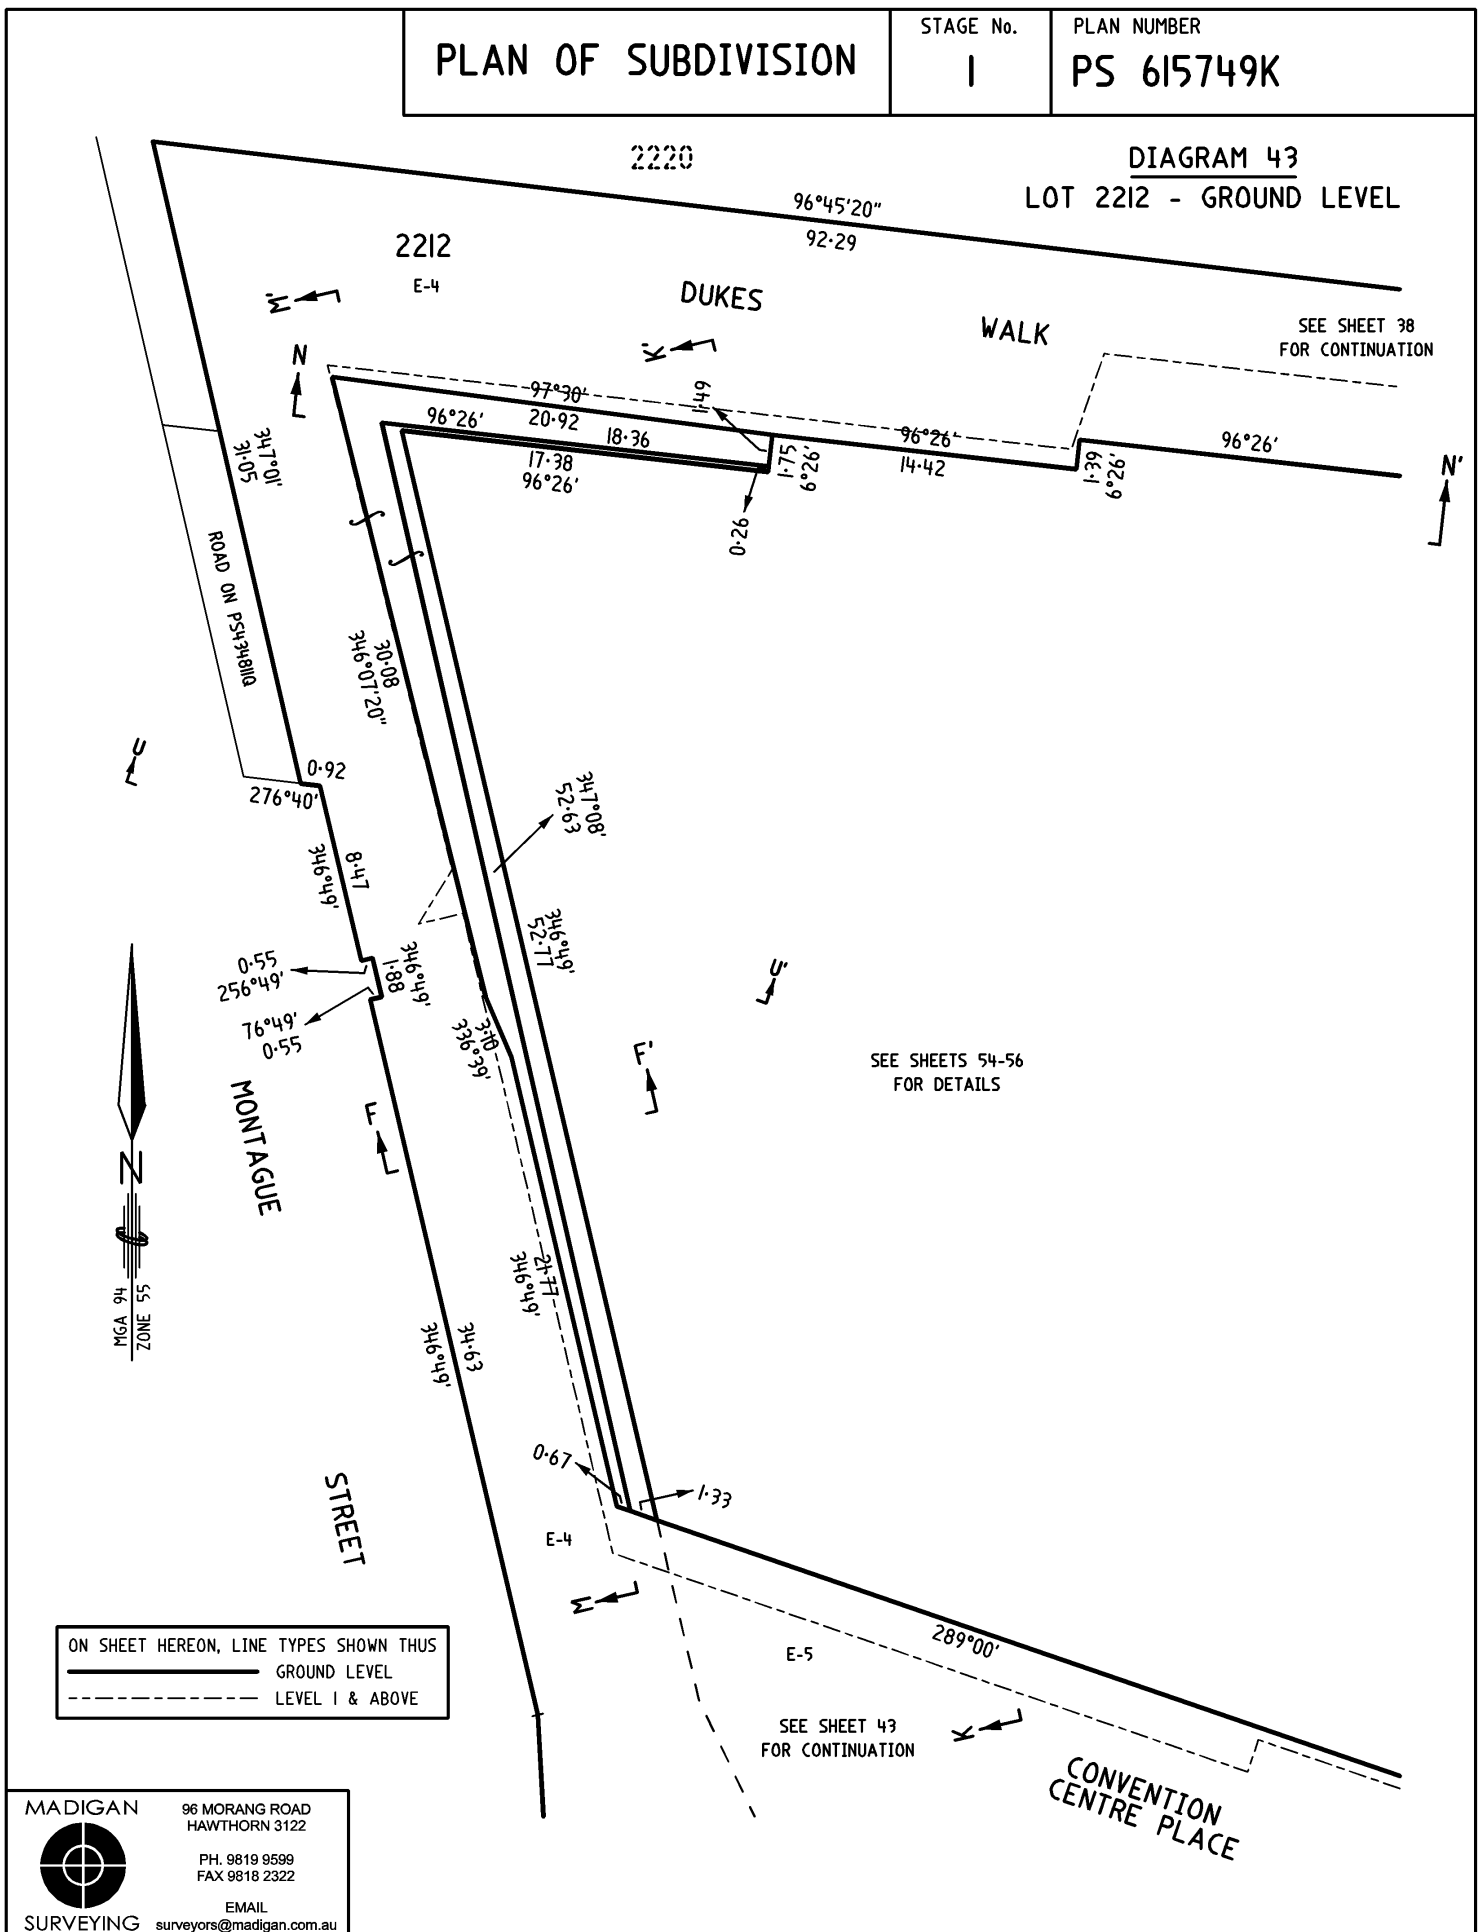 PLAN OF SUBDIVISION
STAGE No.
1
PLAN NUMBER
PS 615749K
DIAGRAM 43
LOT 2212 - GROUND LEVEL
2220
96°45'20"
92·29
2212
E-4
M'
DUKES
WALK
K'
SEE SHEET 38
FOR CONTINUATION
N
1·49
97°30'
20·92
96°26'
18·36
17·38
96°26'
1·75
6°26'
96°26'
14·42
1·39
6°26'
96°26'
N'
0·26
347°01'
31·05
ROAD ON PS434811Q
30·08
346°07'20"
U
0·92
276°40'
347°08'
52·63
8·47
346°49'
346°49'
52·77
0·55
256°49'
346°49'
1·88
76°49'
0·55
U'
3·10
336°39'
F'
SEE SHEETS 54-56
FOR DETAILS
F
MONTAGUE
N
MGA 94
ZONE 55
21·77
346°49'
34·63
346°49'
0·67
1·33
STREET
E-4
M
289°00'
E-5
ON SHEET HEREON, LINE TYPES SHOWN THUS
GROUND LEVEL
LEVEL 1 & ABOVE
SEE SHEET 43
FOR CONTINUATION
K
CONVENTION
CENTRE PLACE
MADIGAN
SURVEYING
96 MORANG ROAD
HAWTHORN 3122
PH. 9819 9599
FAX 9818 2322
EMAIL
surveyors@madigan.com.au